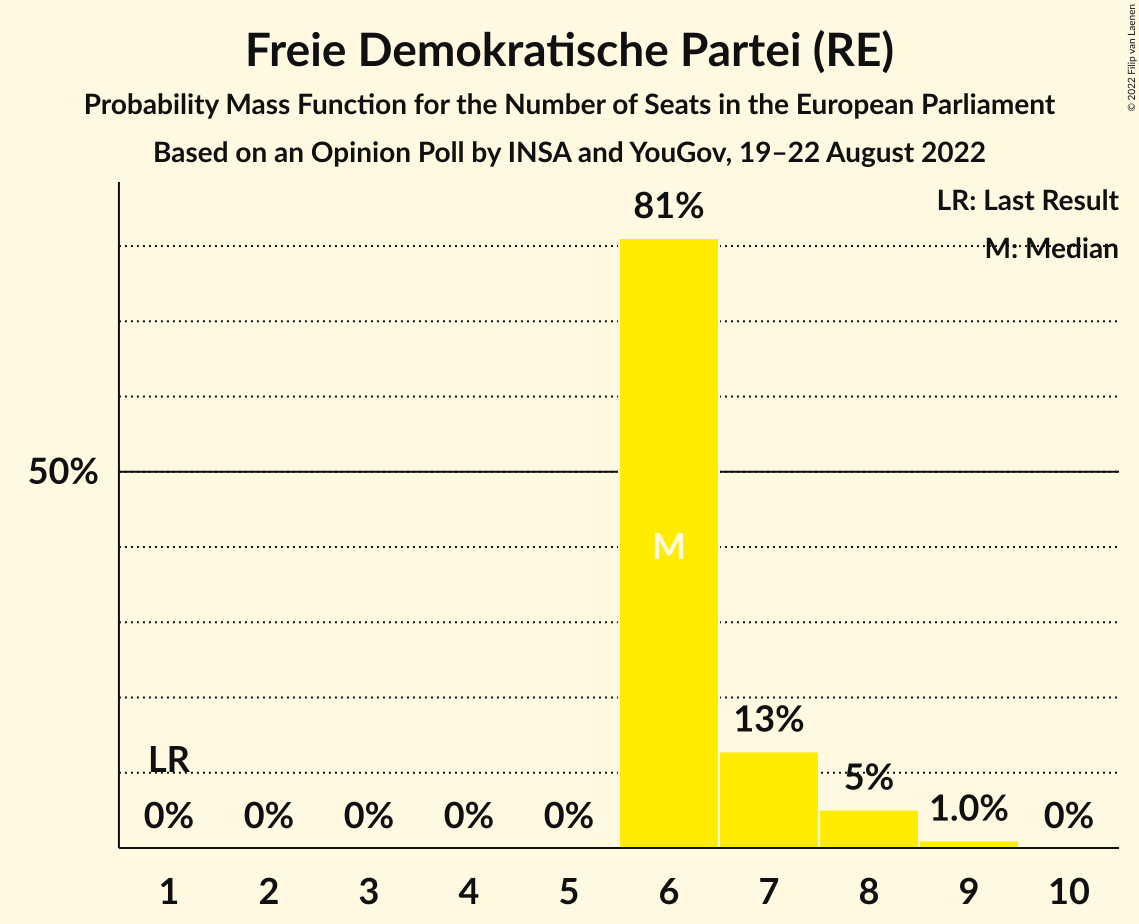 Freie Demokratische Partei (RE)
Probability Mass Function for the Number of Seats in the European Parliament
Based on an Opinion Poll by INSA and YouGov, 19–22 August 2022
© 2022 Filip van Laenen
LR: Last Result
M: Median
81%
50%
M
13%
LR
5%
0% 0% 0% 0% 0% 1.0% 0%
1 2 3 4 5 6 7 8 9 10